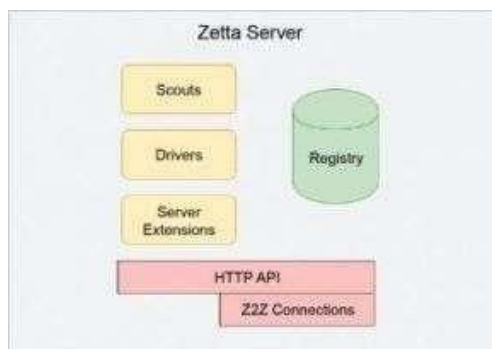 Zetta Server
Scouts
Drivers
Registry
Server
Extensions
HTTP API
Z2Z Connections